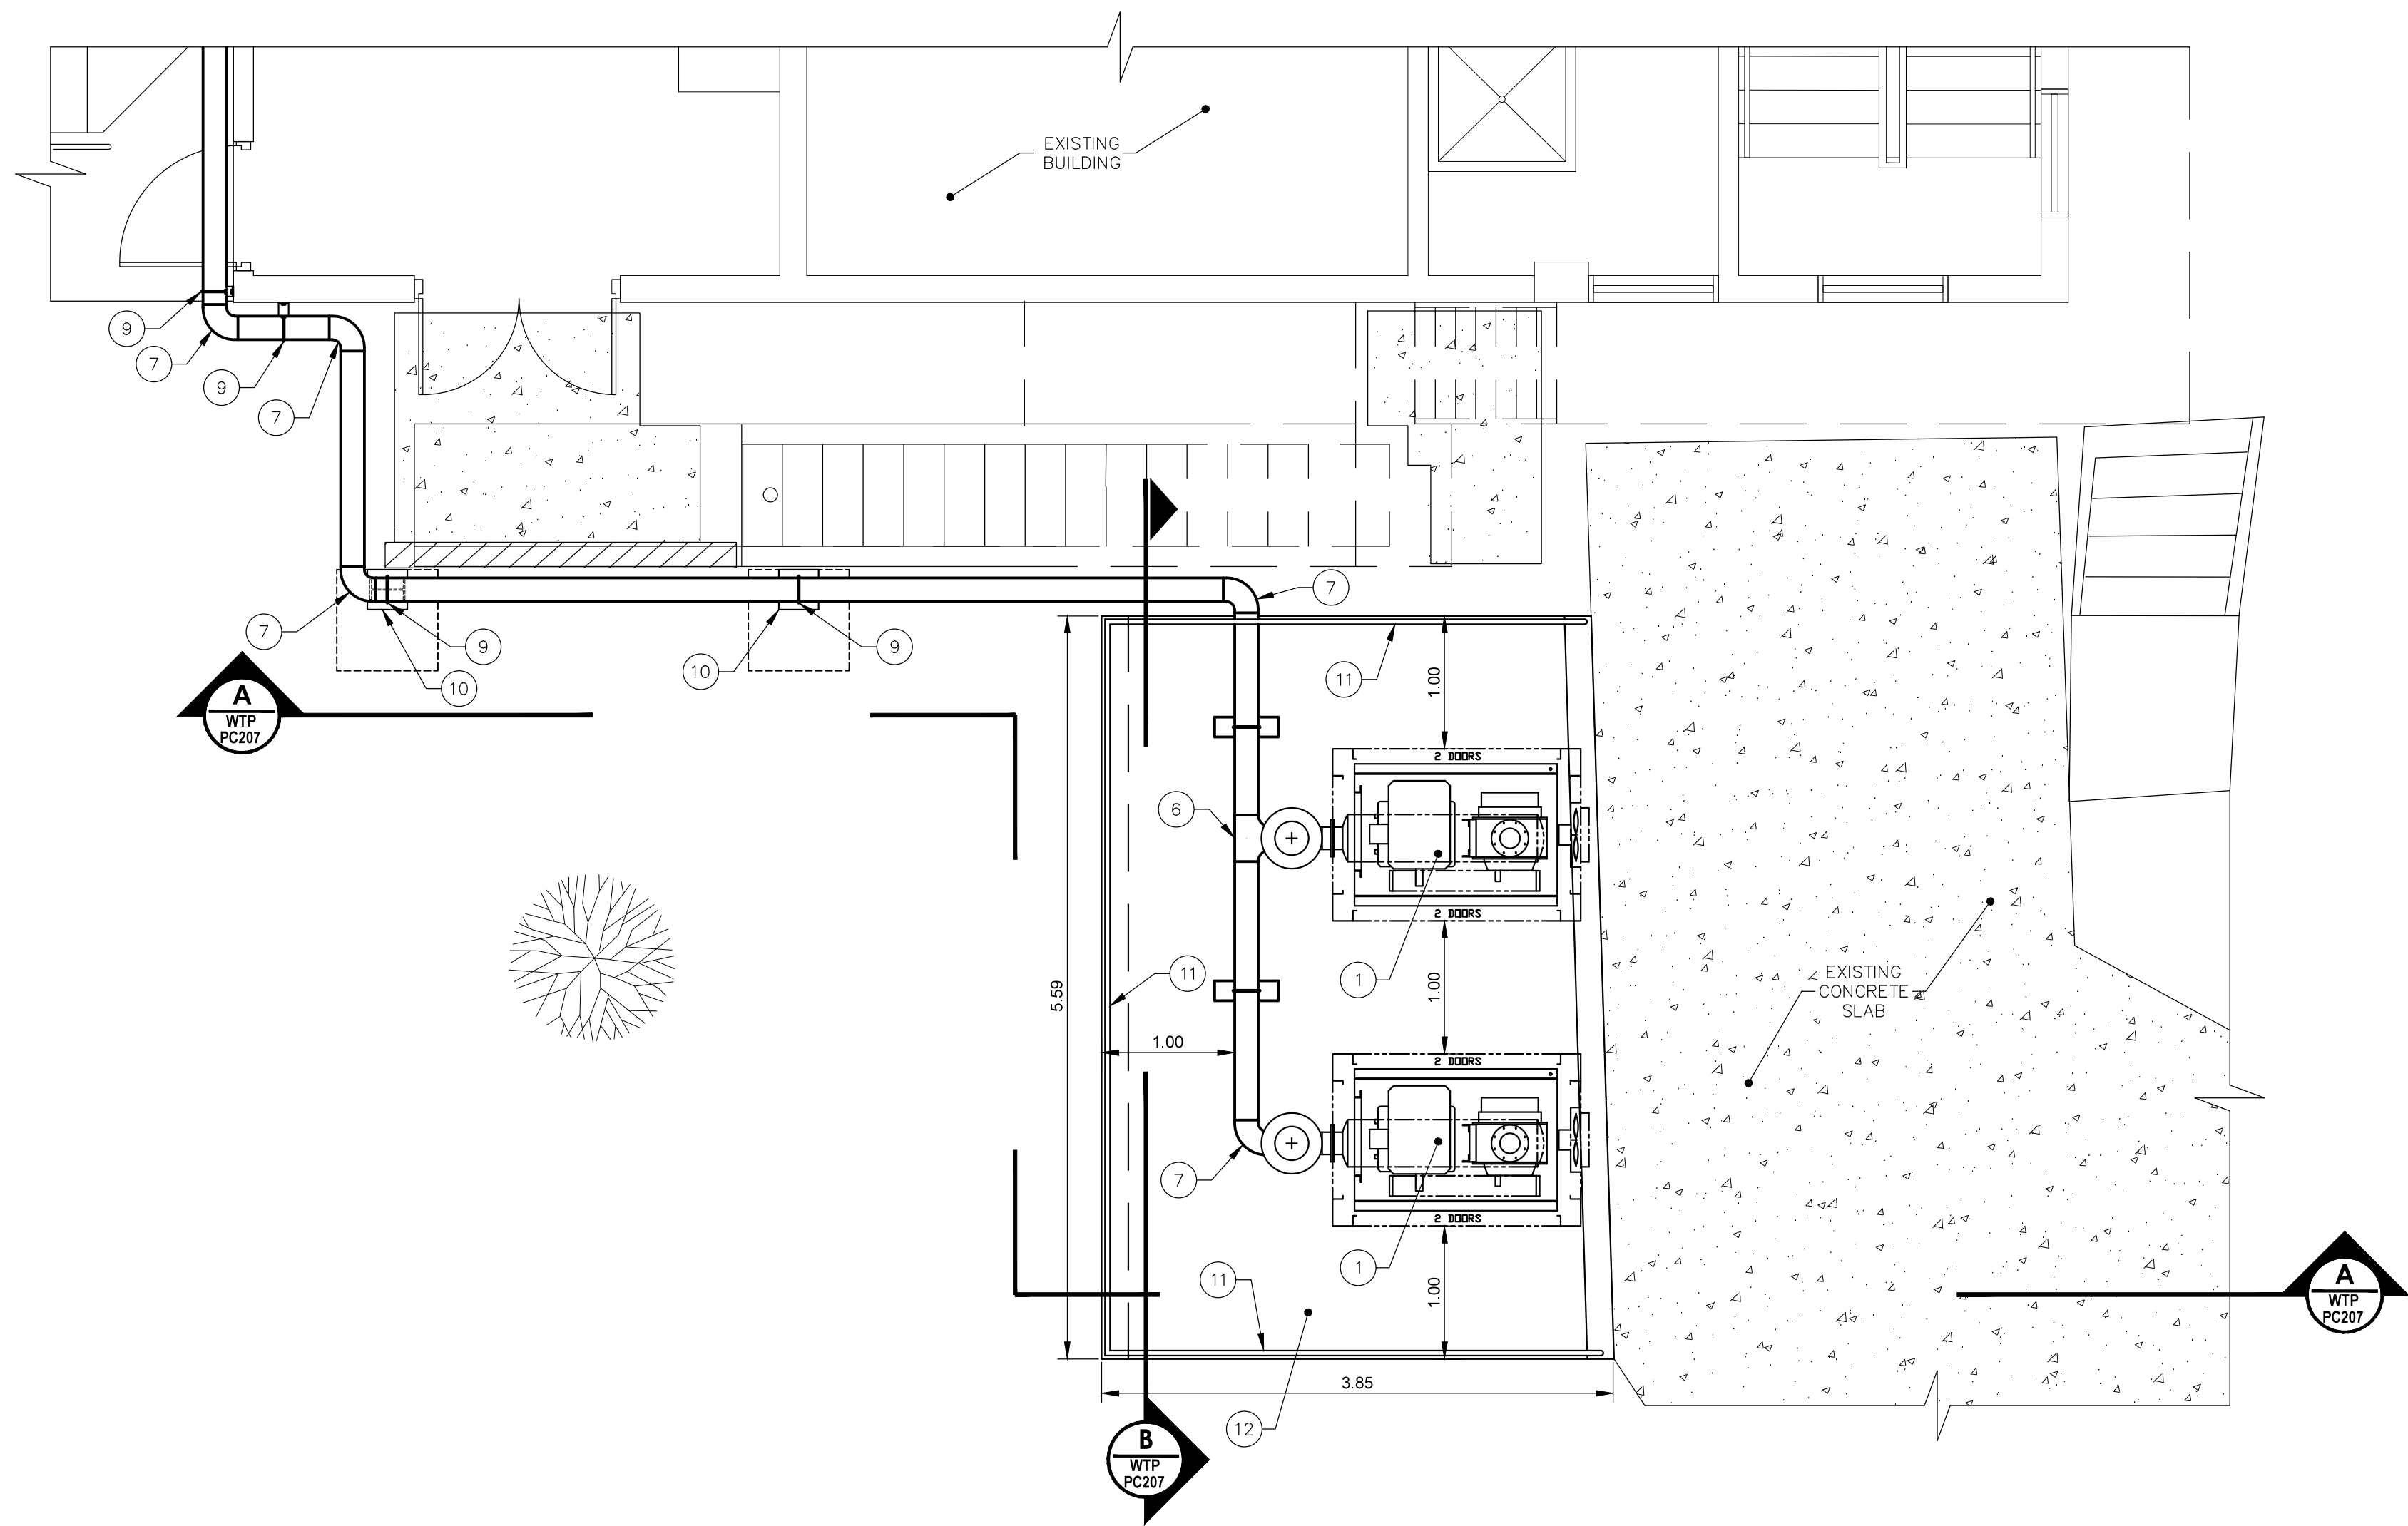 EXISTING
BUILDING
9
7
9
7
7
7
9
10
9
10
11
1.00
A
WTP
PC207
2 DOORS
6
2 DOORS
11
1
1.00
5.59
1.00
EXISTING
CONCRETE
SLAB
2 DOORS
7
2 DOORS
1
11
1.00
A
WTP
PC207
3.85
12
B
WTP
PC207